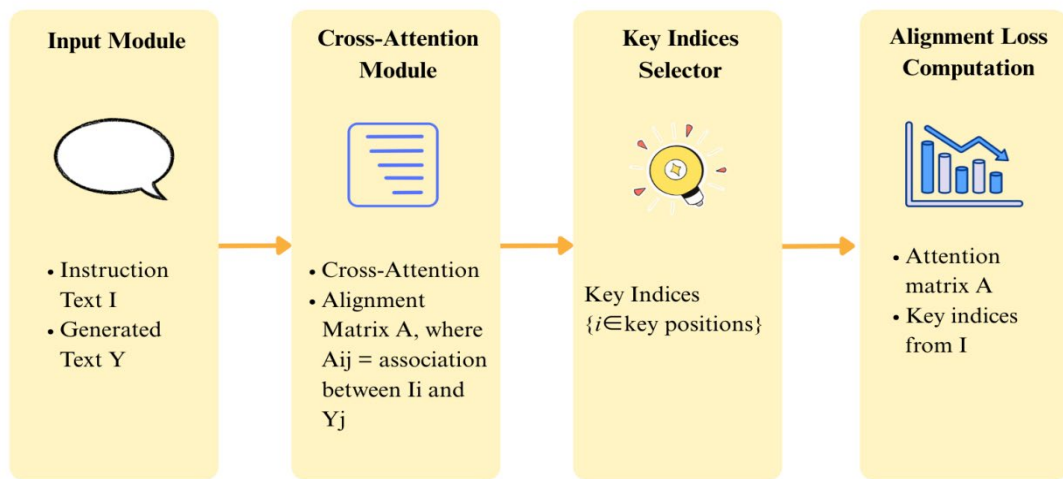 Input Module
• Instruction
Text I
• Generated
Text Y
Cross-Attention
Module
• Cross-Attention
• Alignment
Matrix A, where
Aij = association
between Ii and
Yj
Key Indices
Selector
Key Indices
{i∈key positions}
Alignment Loss
Computation
• Attention
matrix A
• Key indices
from I